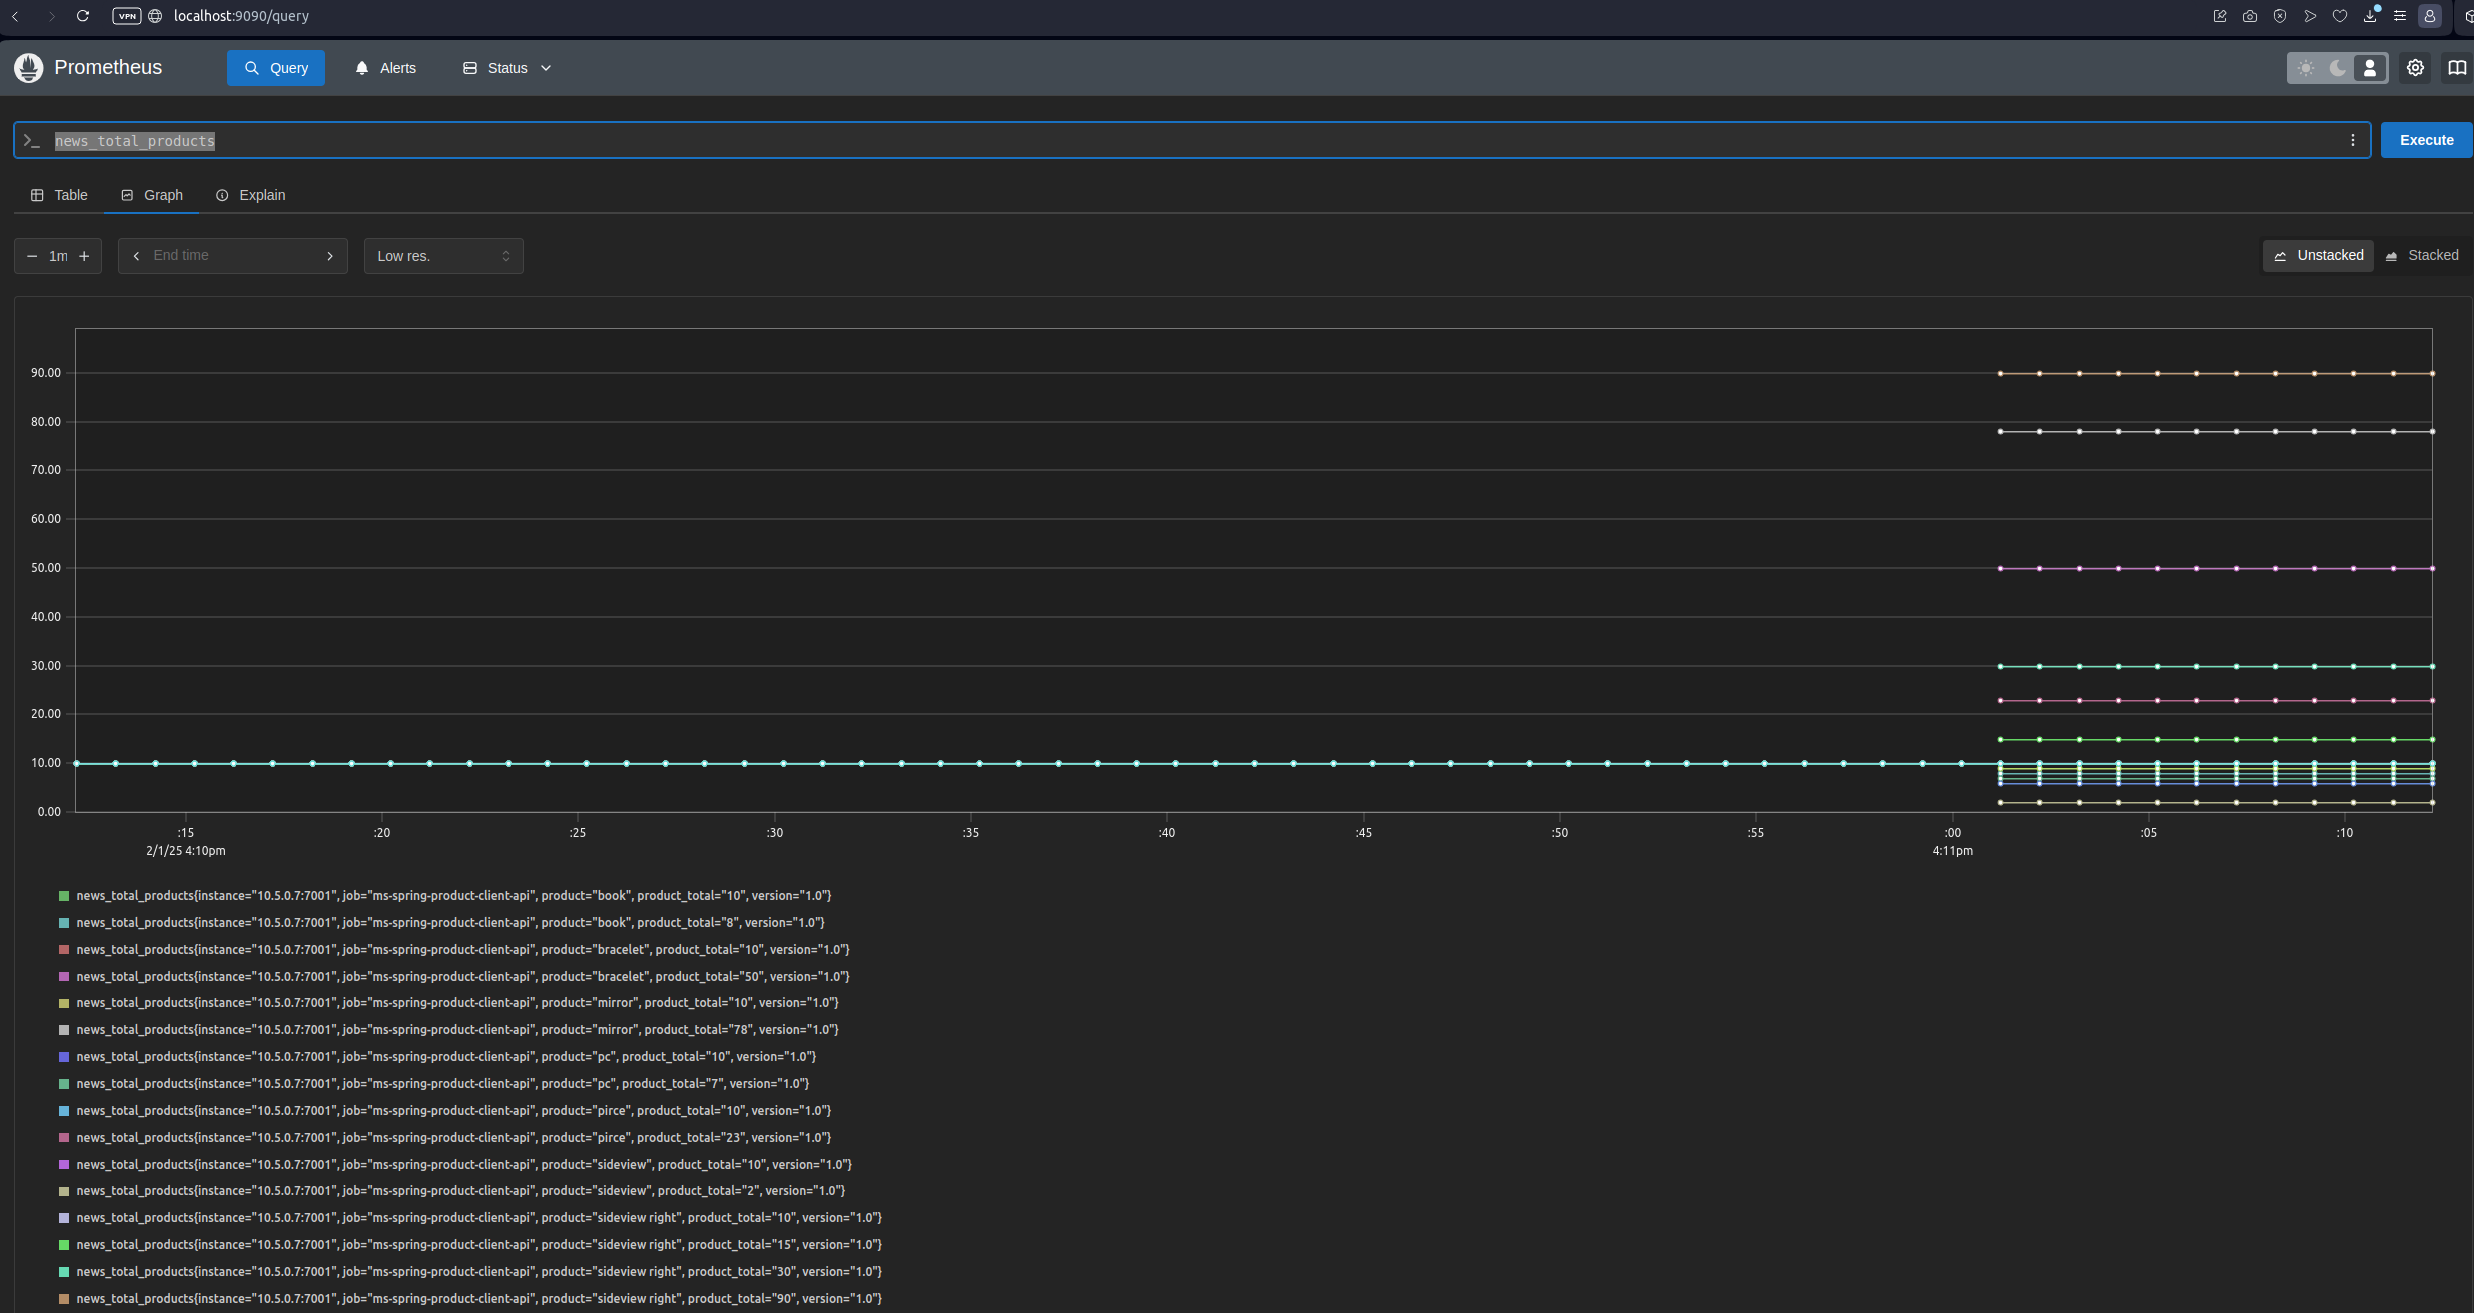 VPN localhost:9090/query
Prometheus Query Alerts Status
>_ news_total_products Execute
Table Graph Explain
− 1m + End time Low res. Unstacked Stacked
90.00
80.00
70.00
60.00
50.00
40.00
30.00
20.00
10.00
0.00
:15 :20 :25 :30 :35 :40 :45 :50 :55 :00 :05 :10
2/1/25 4:10pm 4:11pm
news_total_products{instance="10.5.0.7:7001", job="ms-spring-product-client-api", product="book", product_total="10", version="1.0"}
news_total_products{instance="10.5.0.7:7001", job="ms-spring-product-client-api", product="book", product_total="8", version="1.0"}
news_total_products{instance="10.5.0.7:7001", job="ms-spring-product-client-api", product="bracelet", product_total="10", version="1.0"}
news_total_products{instance="10.5.0.7:7001", job="ms-spring-product-client-api", product="bracelet", product_total="50", version="1.0"}
news_total_products{instance="10.5.0.7:7001", job="ms-spring-product-client-api", product="mirror", product_total="10", version="1.0"}
news_total_products{instance="10.5.0.7:7001", job="ms-spring-product-client-api", product="mirror", product_total="78", version="1.0"}
news_total_products{instance="10.5.0.7:7001", job="ms-spring-product-client-api", product="pc", product_total="10", version="1.0"}
news_total_products{instance="10.5.0.7:7001", job="ms-spring-product-client-api", product="pc", product_total="7", version="1.0"}
news_total_products{instance="10.5.0.7:7001", job="ms-spring-product-client-api", product="pirce", product_total="10", version="1.0"}
news_total_products{instance="10.5.0.7:7001", job="ms-spring-product-client-api", product="pirce", product_total="23", version="1.0"}
news_total_products{instance="10.5.0.7:7001", job="ms-spring-product-client-api", product="sideview", product_total="10", version="1.0"}
news_total_products{instance="10.5.0.7:7001", job="ms-spring-product-client-api", product="sideview", product_total="2", version="1.0"}
news_total_products{instance="10.5.0.7:7001", job="ms-spring-product-client-api", product="sideview right", product_total="10", version="1.0"}
news_total_products{instance="10.5.0.7:7001", job="ms-spring-product-client-api", product="sideview right", product_total="15", version="1.0"}
news_total_products{instance="10.5.0.7:7001", job="ms-spring-product-client-api", product="sideview right", product_total="30", version="1.0"}
news_total_products{instance="10.5.0.7:7001", job="ms-spring-product-client-api", product="sideview right", product_total="90", version="1.0"}